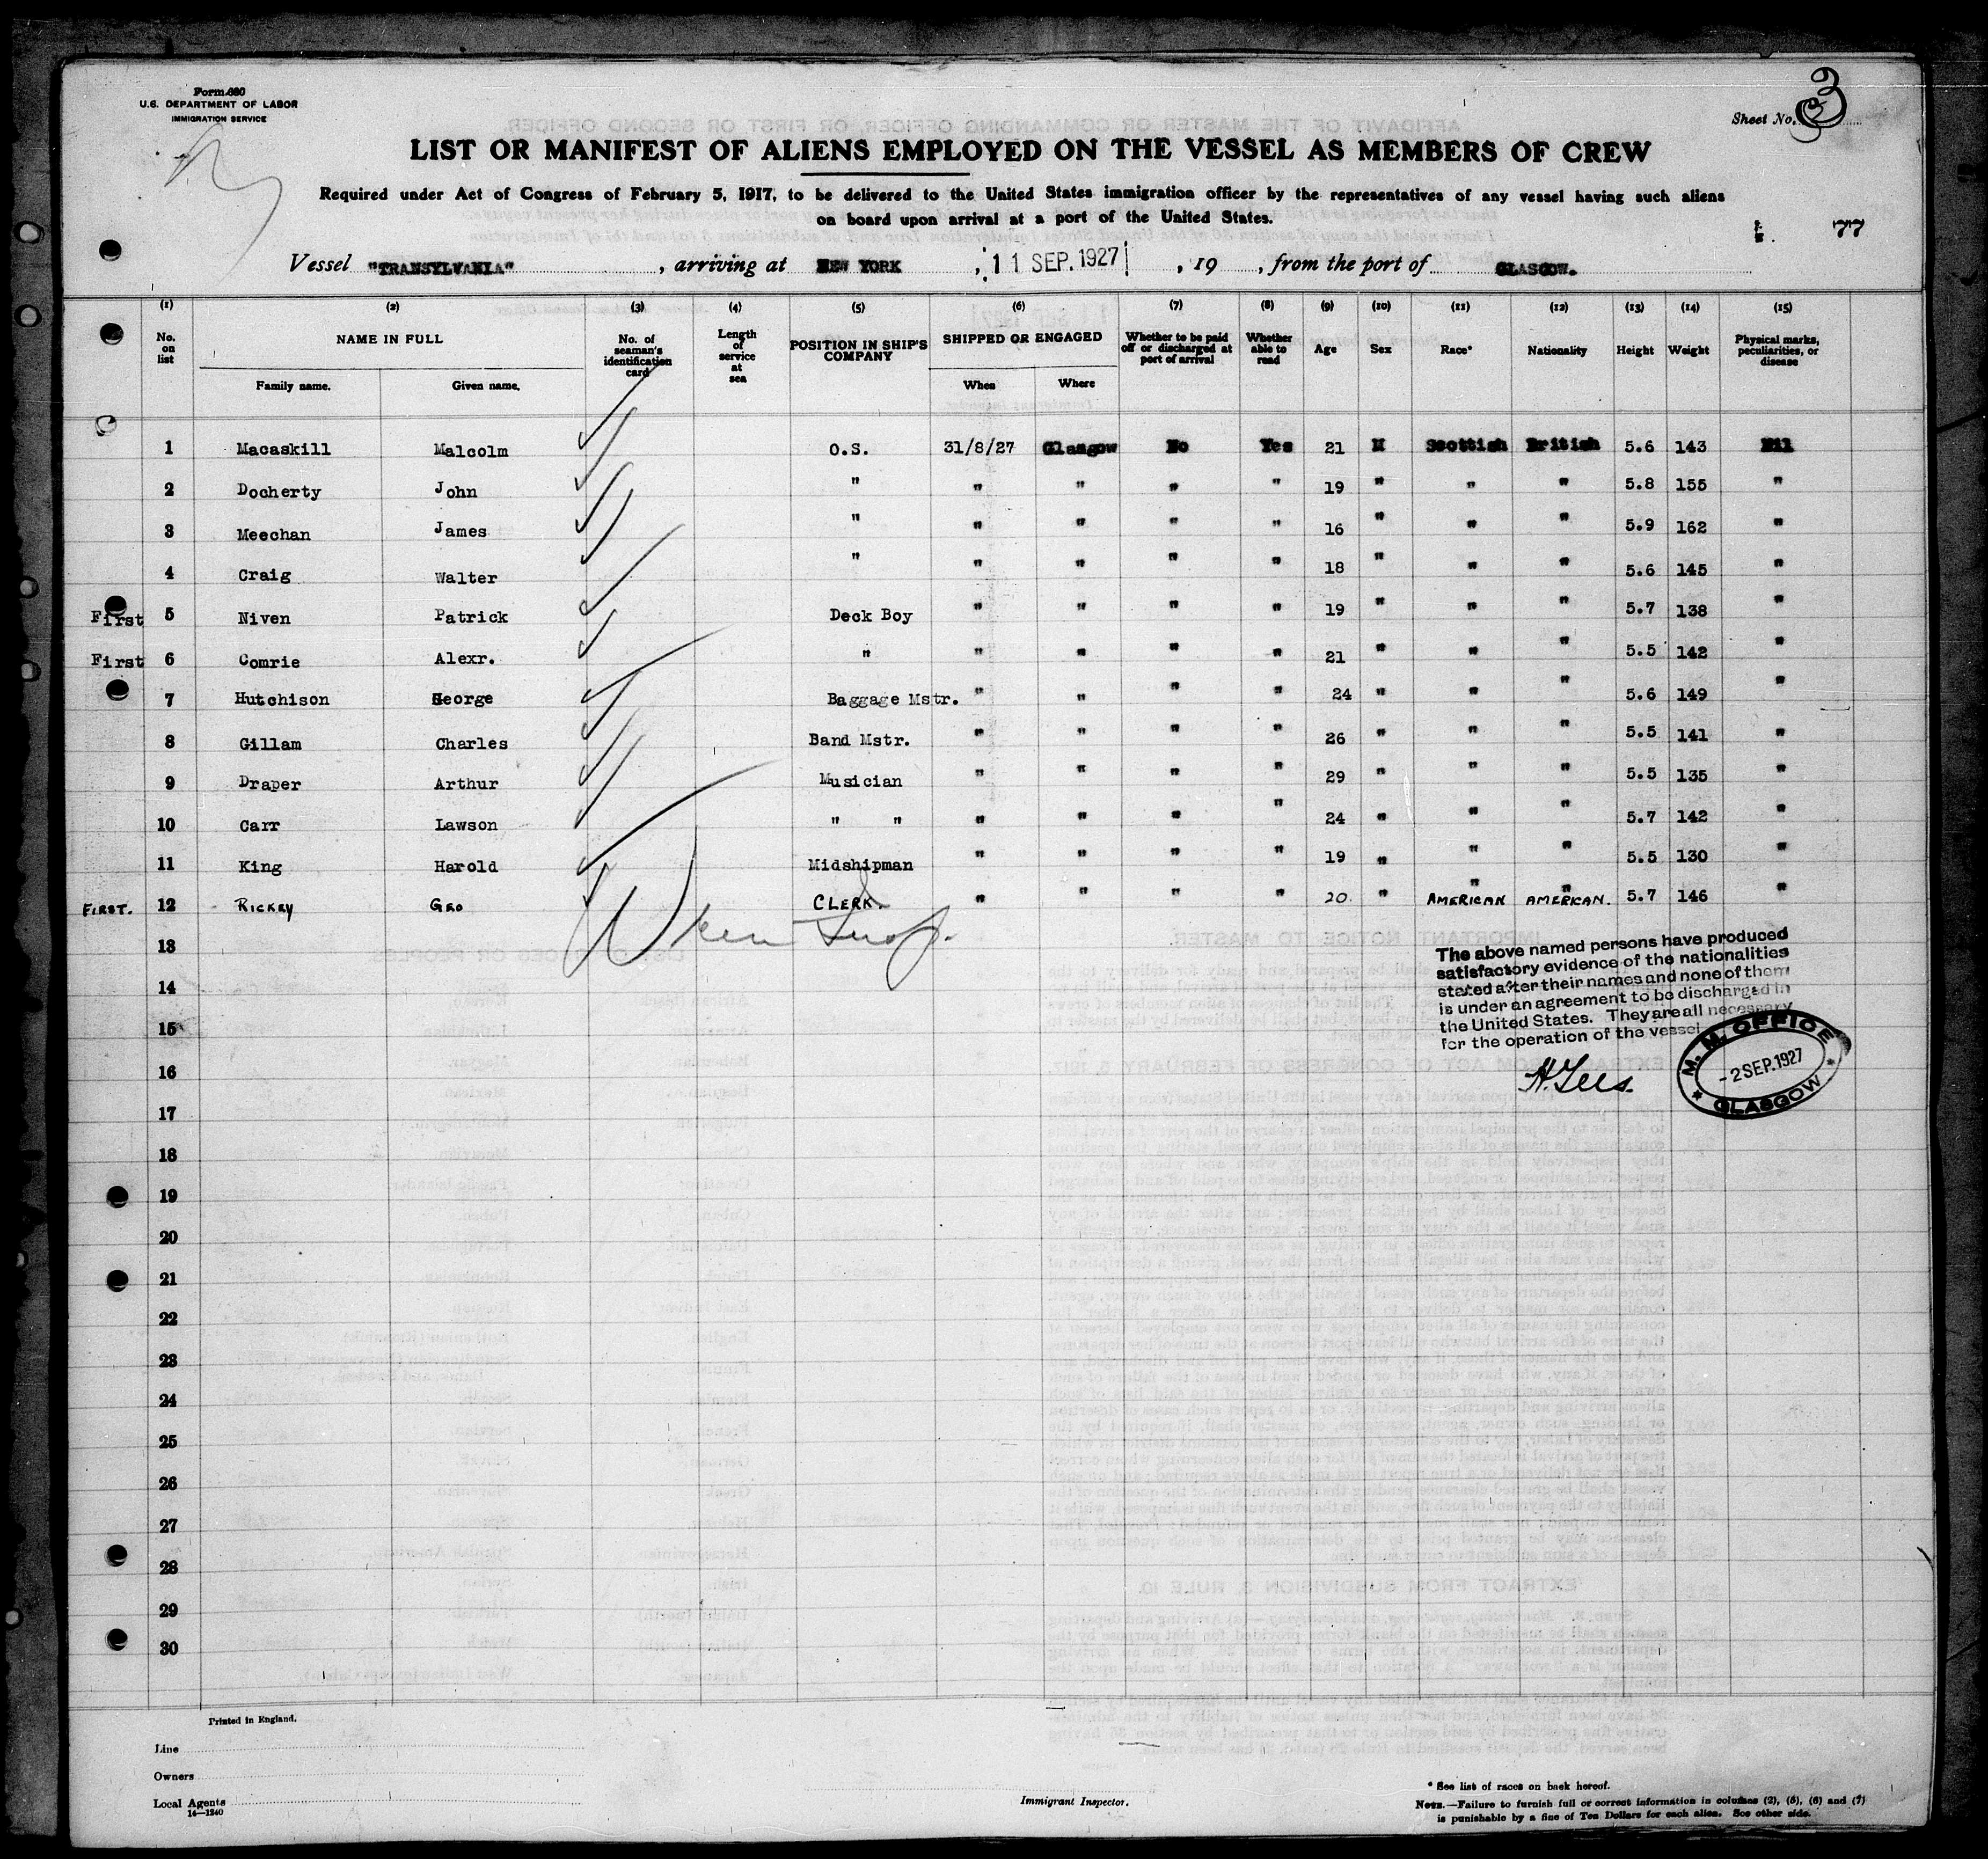 Form 680
U.S. DEPARTMENT OF LABOR
IMMIGRATION SERVICE
Sheet No. 3
LIST OR MANIFEST OF ALIENS EMPLOYED ON THE VESSEL AS MEMBERS OF CREW
Required under Act of Congress of February 5, 1917, to be delivered to the United States immigration officer by the representatives of any vessel having such aliens
on board upon arrival at a port of the United States.
77
Vessel "TRANSYLVANIA", arriving at NEW YORK, 11 SEP. 1927, 19 , from the port of GLASGOW.
(1) (2) (3) (4) (5) (6) (7) (8) (9) (10) (11) (12) (13) (14) (15)
No. on list NAME IN FULL Family name. Given name. No. of seaman's identification card Length of service at sea POSITION IN SHIP'S COMPANY SHIPPED OR ENGAGED When Where Whether to be paid off or discharged at port of arrival Whether able to read Age Sex Race* Nationality Height Weight Physical marks, peculiarities, or disease
1 Macaskill Malcolm O.S. 31/8/27 Glasgow No Yes 21 M Scottish British 5.6 143 Nil
2 Docherty John " " " " " 19 " " " 5.8 155 "
3 Meechan James " " " " " 16 " " " 5.9 162 "
4 Craig Walter " " " " " 18 " " " 5.6 145 "
First 5 Niven Patrick Deck Boy " " " " 19 " " " 5.7 138 "
First 6 Comrie Alexr. " " " " " 21 " " " 5.5 142 "
7 Hutchison George Baggage Mstr. " " " " 24 " " " 5.6 149 "
8 Gillam Charles Band Mstr. " " " " 26 " " " 5.5 141 "
9 Draper Arthur Musician " " " " 29 " " " 5.5 135 "
10 Carr Lawson " " " " " " 24 " " " 5.7 142 "
11 King Harold Midshipman " " " " 19 " " " 5.5 130 "
FIRST. 12 RICKEY GEO CLERK. " " " " 20 " " AMERICAN " AMERICAN. 5.7 146 "
13
14
15
16
17
18
19
20
21
22
23
24
25
26
27
28
29
30
The above named persons have produced
satisfactory evidence of the nationalities
stated after their names and none of them
is under an agreement to be discharged in
the United States. They are all necessary
for the operation of the vessel
M. M. OFFICE
-2 SEP. 1927
* GLASGOW *
Printed in England.
Line
Owners
Local Agents
14—1240
Immigrant Inspector.
* See list of races on back hereof.
NOTE.—Failure to furnish full or correct information in columns (2), (5), (6) and (7)
is punishable by a fine of Ten Dollars for each alien. See other side.